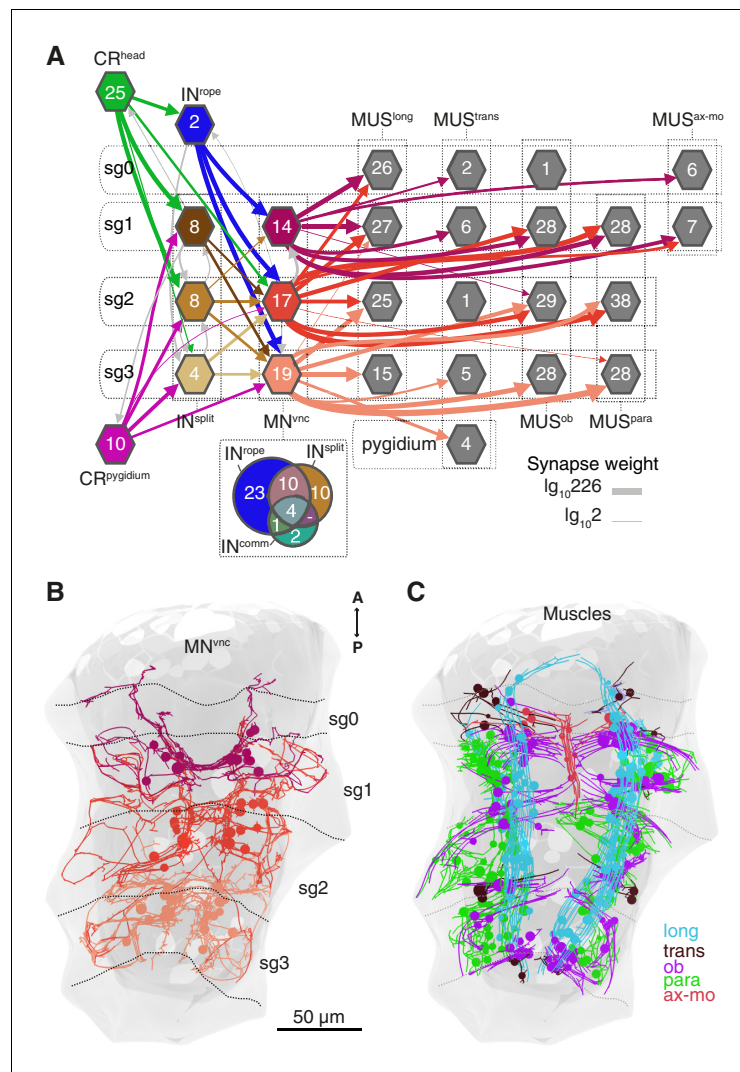 A
CR^head
25
IN^rope
2
MUS^long
MUS^trans
MUS^ax-mo
sg0
26
2
1
6
sg1
8
14
27
6
28
28
7
sg2
8
17
25
1
29
38
sg3
4
19
15
5
28
28
10
CR^pygidium
IN^split
MN^vnc
MUS^ob
MUS^para
pygidium
4
IN^rope
IN^split
23
10
10
4
-
1
2
IN^comm
Synapse weight
lg₁₀226
lg₁₀2
B
MN^vnc
A
P
sg0
sg1
sg2
sg3
50 µm
C
Muscles
long
trans
ob
para
ax-mo